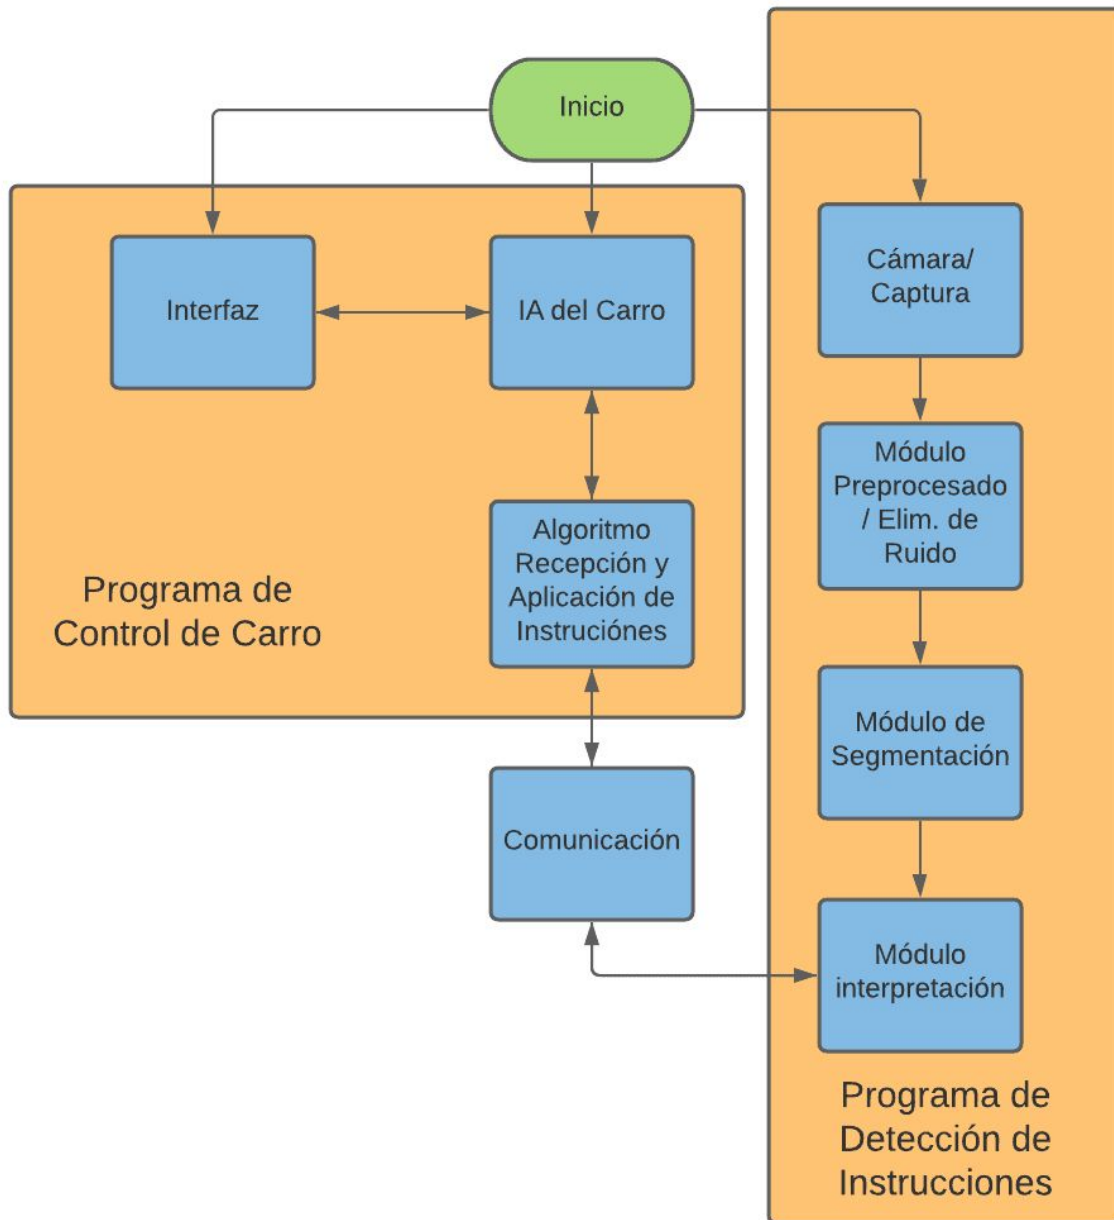 Inicio
Interfaz
IA del Carro
Cámara/
Captura
Módulo
Preprocesado
/ Elim. de
Ruido
Algoritmo
Recepción y
Aplicación de
Instruciónes
Programa de
Control de Carro
Módulo de
Segmentación
Comunicación
Módulo
interpretación
Programa de
Detección de
Instrucciones